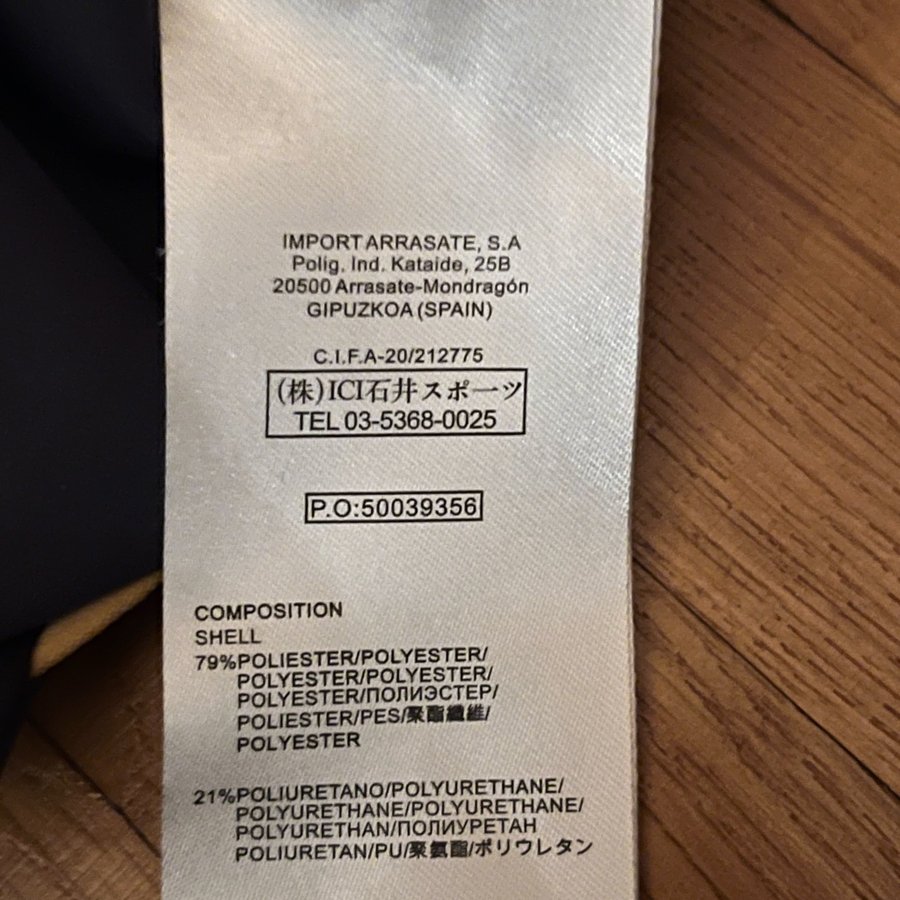 IMPORT ARRASATE, S.A
Polig. Ind. Kataide, 25B
20500 Arrasate-Mondragón
GIPUZKOA (SPAIN)
C.I.F.A-20/212775
(株)ICI石井スポーツ
TEL 03-5368-0025
P.O:50039356
COMPOSITION
SHELL
79%POLIESTER/POLYESTER/
POLYESTER/POLYESTER/
POLYESTER/ПОЛИЭСТЕР/
POLIESTER/PES/聚酯纖維/
POLYESTER
21%POLIURETANO/POLYURETHANE/
POLYURETHANE/POLYURETHANE/
POLYURETHAN/ПОЛИУРЕТАН
POLIURETAN/PU/聚氨酯/ポリウレタン